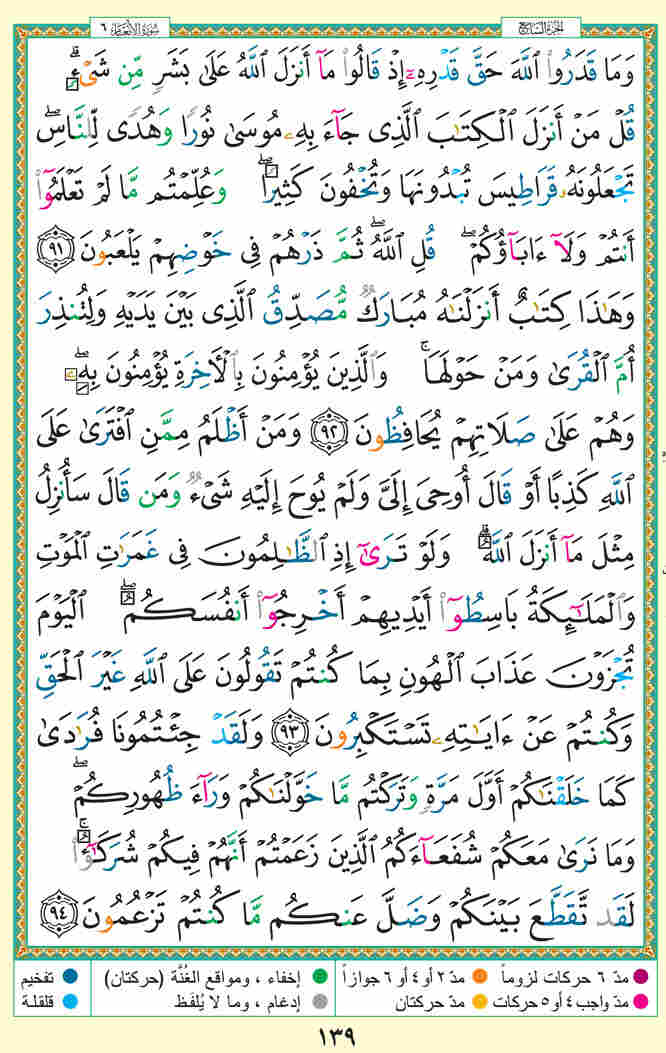 سورة الأنعام ٦
الجزء السابع
وَمَا قَدَرُوا۟ ٱللَّهَ حَقَّ قَدْرِهِۦٓ إِذْ قَالُوا۟ مَآ أَنزَلَ ٱللَّهُ عَلَىٰ بَشَرٍ مِّن شَىْءٍ ۗ
قُلْ مَنْ أَنزَلَ ٱلْكِتَـٰبَ ٱلَّذِى جَآءَ بِهِۦ مُوسَىٰ نُورًا وَهُدًى لِّلنَّاسِ ۖ
تَجْعَلُونَهُۥ قَرَاطِيسَ تُبْدُونَهَا وَتُخْفُونَ كَثِيرًا ۖ وَعُلِّمْتُم مَّا لَمْ تَعْلَمُوٓا۟
أَنتُمْ وَلَآ ءَابَآؤُكُمْ ۖ قُلِ ٱللَّهُ ۖ ثُمَّ ذَرْهُمْ فِى خَوْضِهِمْ يَلْعَبُونَ ٩١
وَهَـٰذَا كِتَـٰبٌ أَنزَلْنَـٰهُ مُبَارَكٌ مُّصَدِّقُ ٱلَّذِى بَيْنَ يَدَيْهِ وَلِتُنذِرَ
أُمَّ ٱلْقُرَىٰ وَمَنْ حَوْلَهَا ۚ وَٱلَّذِينَ يُؤْمِنُونَ بِٱلْـَٔاخِرَةِ يُؤْمِنُونَ بِهِۦ ۖ
وَهُمْ عَلَىٰ صَلَاتِهِمْ يُحَافِظُونَ ٩٢ وَمَنْ أَظْلَمُ مِمَّنِ ٱفْتَرَىٰ عَلَى
ٱللَّهِ كَذِبًا أَوْ قَالَ أُوحِىَ إِلَىَّ وَلَمْ يُوحَ إِلَيْهِ شَىْءٌ وَمَن قَالَ سَأُنزِلُ
مِثْلَ مَآ أَنزَلَ ٱللَّهُ ۗ وَلَوْ تَرَىٰٓ إِذِ ٱلظَّـٰلِمُونَ فِى غَمَرَٰتِ ٱلْمَوْتِ
وَٱلْمَلَـٰٓئِكَةُ بَاسِطُوٓا۟ أَيْدِيهِمْ أَخْرِجُوٓا۟ أَنفُسَكُمُ ۖ ٱلْيَوْمَ
تُجْزَوْنَ عَذَابَ ٱلْهُونِ بِمَا كُنتُمْ تَقُولُونَ عَلَى ٱللَّهِ غَيْرَ ٱلْحَقِّ
وَكُنتُمْ عَنْ ءَايَـٰتِهِۦ تَسْتَكْبِرُونَ ٩٣ وَلَقَدْ جِئْتُمُونَا فُرَٰدَىٰ
كَمَا خَلَقْنَـٰكُمْ أَوَّلَ مَرَّةٍ وَتَرَكْتُم مَّا خَوَّلْنَـٰكُمْ وَرَآءَ ظُهُورِكُمْ ۖ
وَمَا نَرَىٰ مَعَكُمْ شُفَعَآءَكُمُ ٱلَّذِينَ زَعَمْتُمْ أَنَّهُمْ فِيكُمْ شُرَكَـٰٓؤُا۟ ۚ
لَقَد تَّقَطَّعَ بَيْنَكُمْ وَضَلَّ عَنكُم مَّا كُنتُمْ تَزْعُمُونَ ٩٤
مدّ ٦ حركات لزوماً مدّ ٢ أو ٤ أو ٦ جوازاً إخفاء ، ومواقع الغُنَّة (حركتان) تفخيم
مدّ واجب ٤ أو ٥ حركات مدّ حركتان إدغام ، وما لا يُلفَظ قلقلة
١٣٩